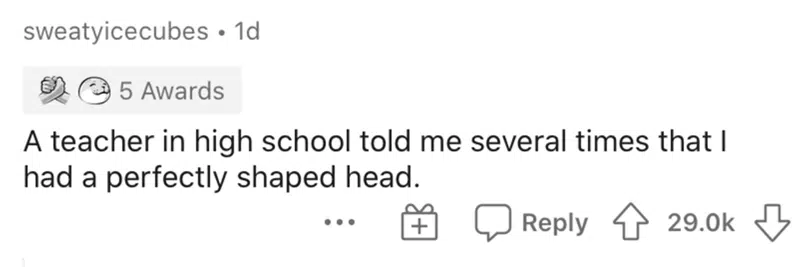 sweatyicecubes • 1d
5 Awards
A teacher in high school told me several times that I
had a perfectly shaped head.
Reply 29.0k